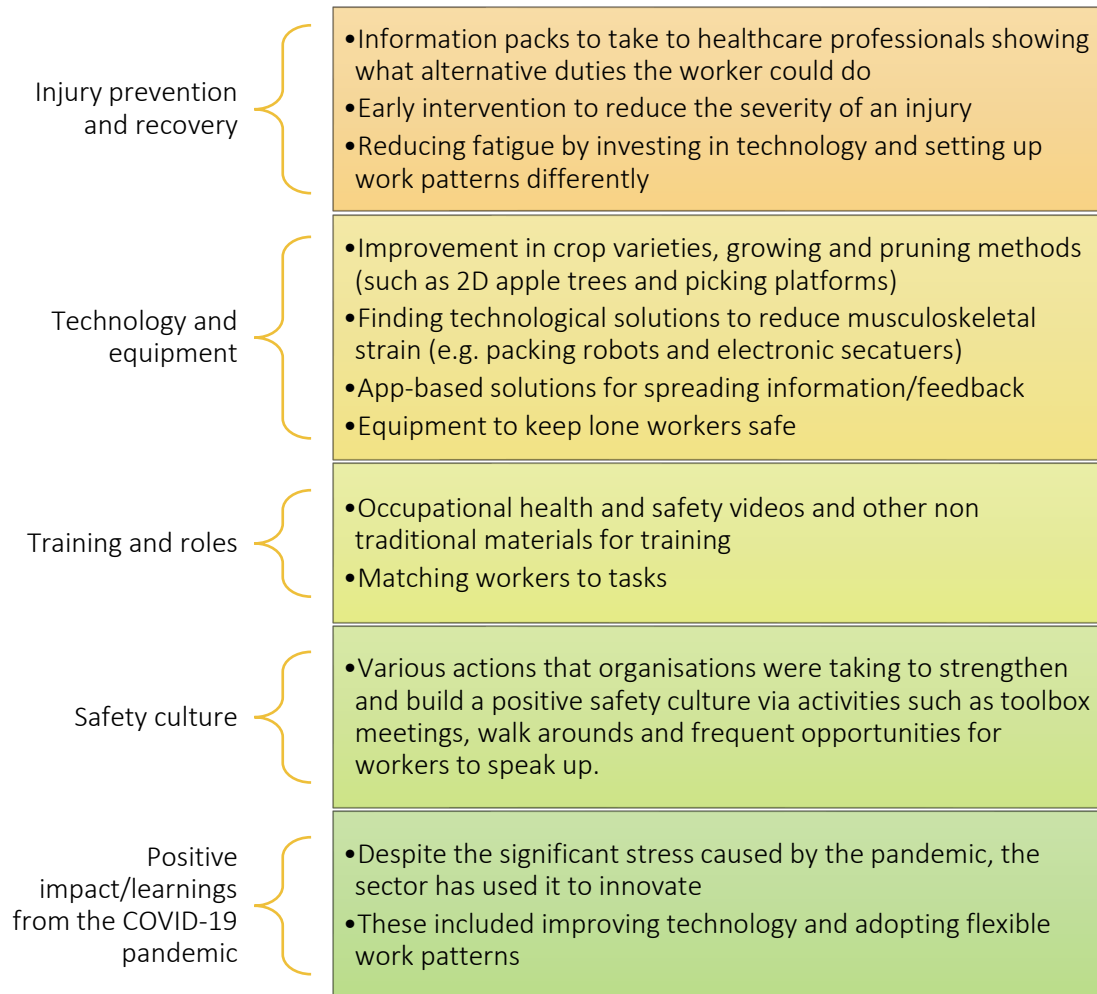 Injury prevention
and recovery
•Information packs to take to healthcare professionals showing
what alternative duties the worker could do
•Early intervention to reduce the severity of an injury
•Reducing fatigue by investing in technology and setting up
work patterns differently
Technology and
equipment
•Improvement in crop varieties, growing and pruning methods
(such as 2D apple trees and picking platforms)
•Finding technological solutions to reduce musculoskeletal
strain (e.g. packing robots and electronic secatuers)
•App-based solutions for spreading information/feedback
•Equipment to keep lone workers safe
Training and roles
•Occupational health and safety videos and other non
traditional materials for training
•Matching workers to tasks
Safety culture
•Various actions that organisations were taking to strengthen
and build a positive safety culture via activities such as toolbox
meetings, walk arounds and frequent opportunities for
workers to speak up.
Positive
impact/learnings
from the COVID-19
pandemic
•Despite the significant stress caused by the pandemic, the
sector has used it to innovate
•These included improving technology and adopting flexible
work patterns